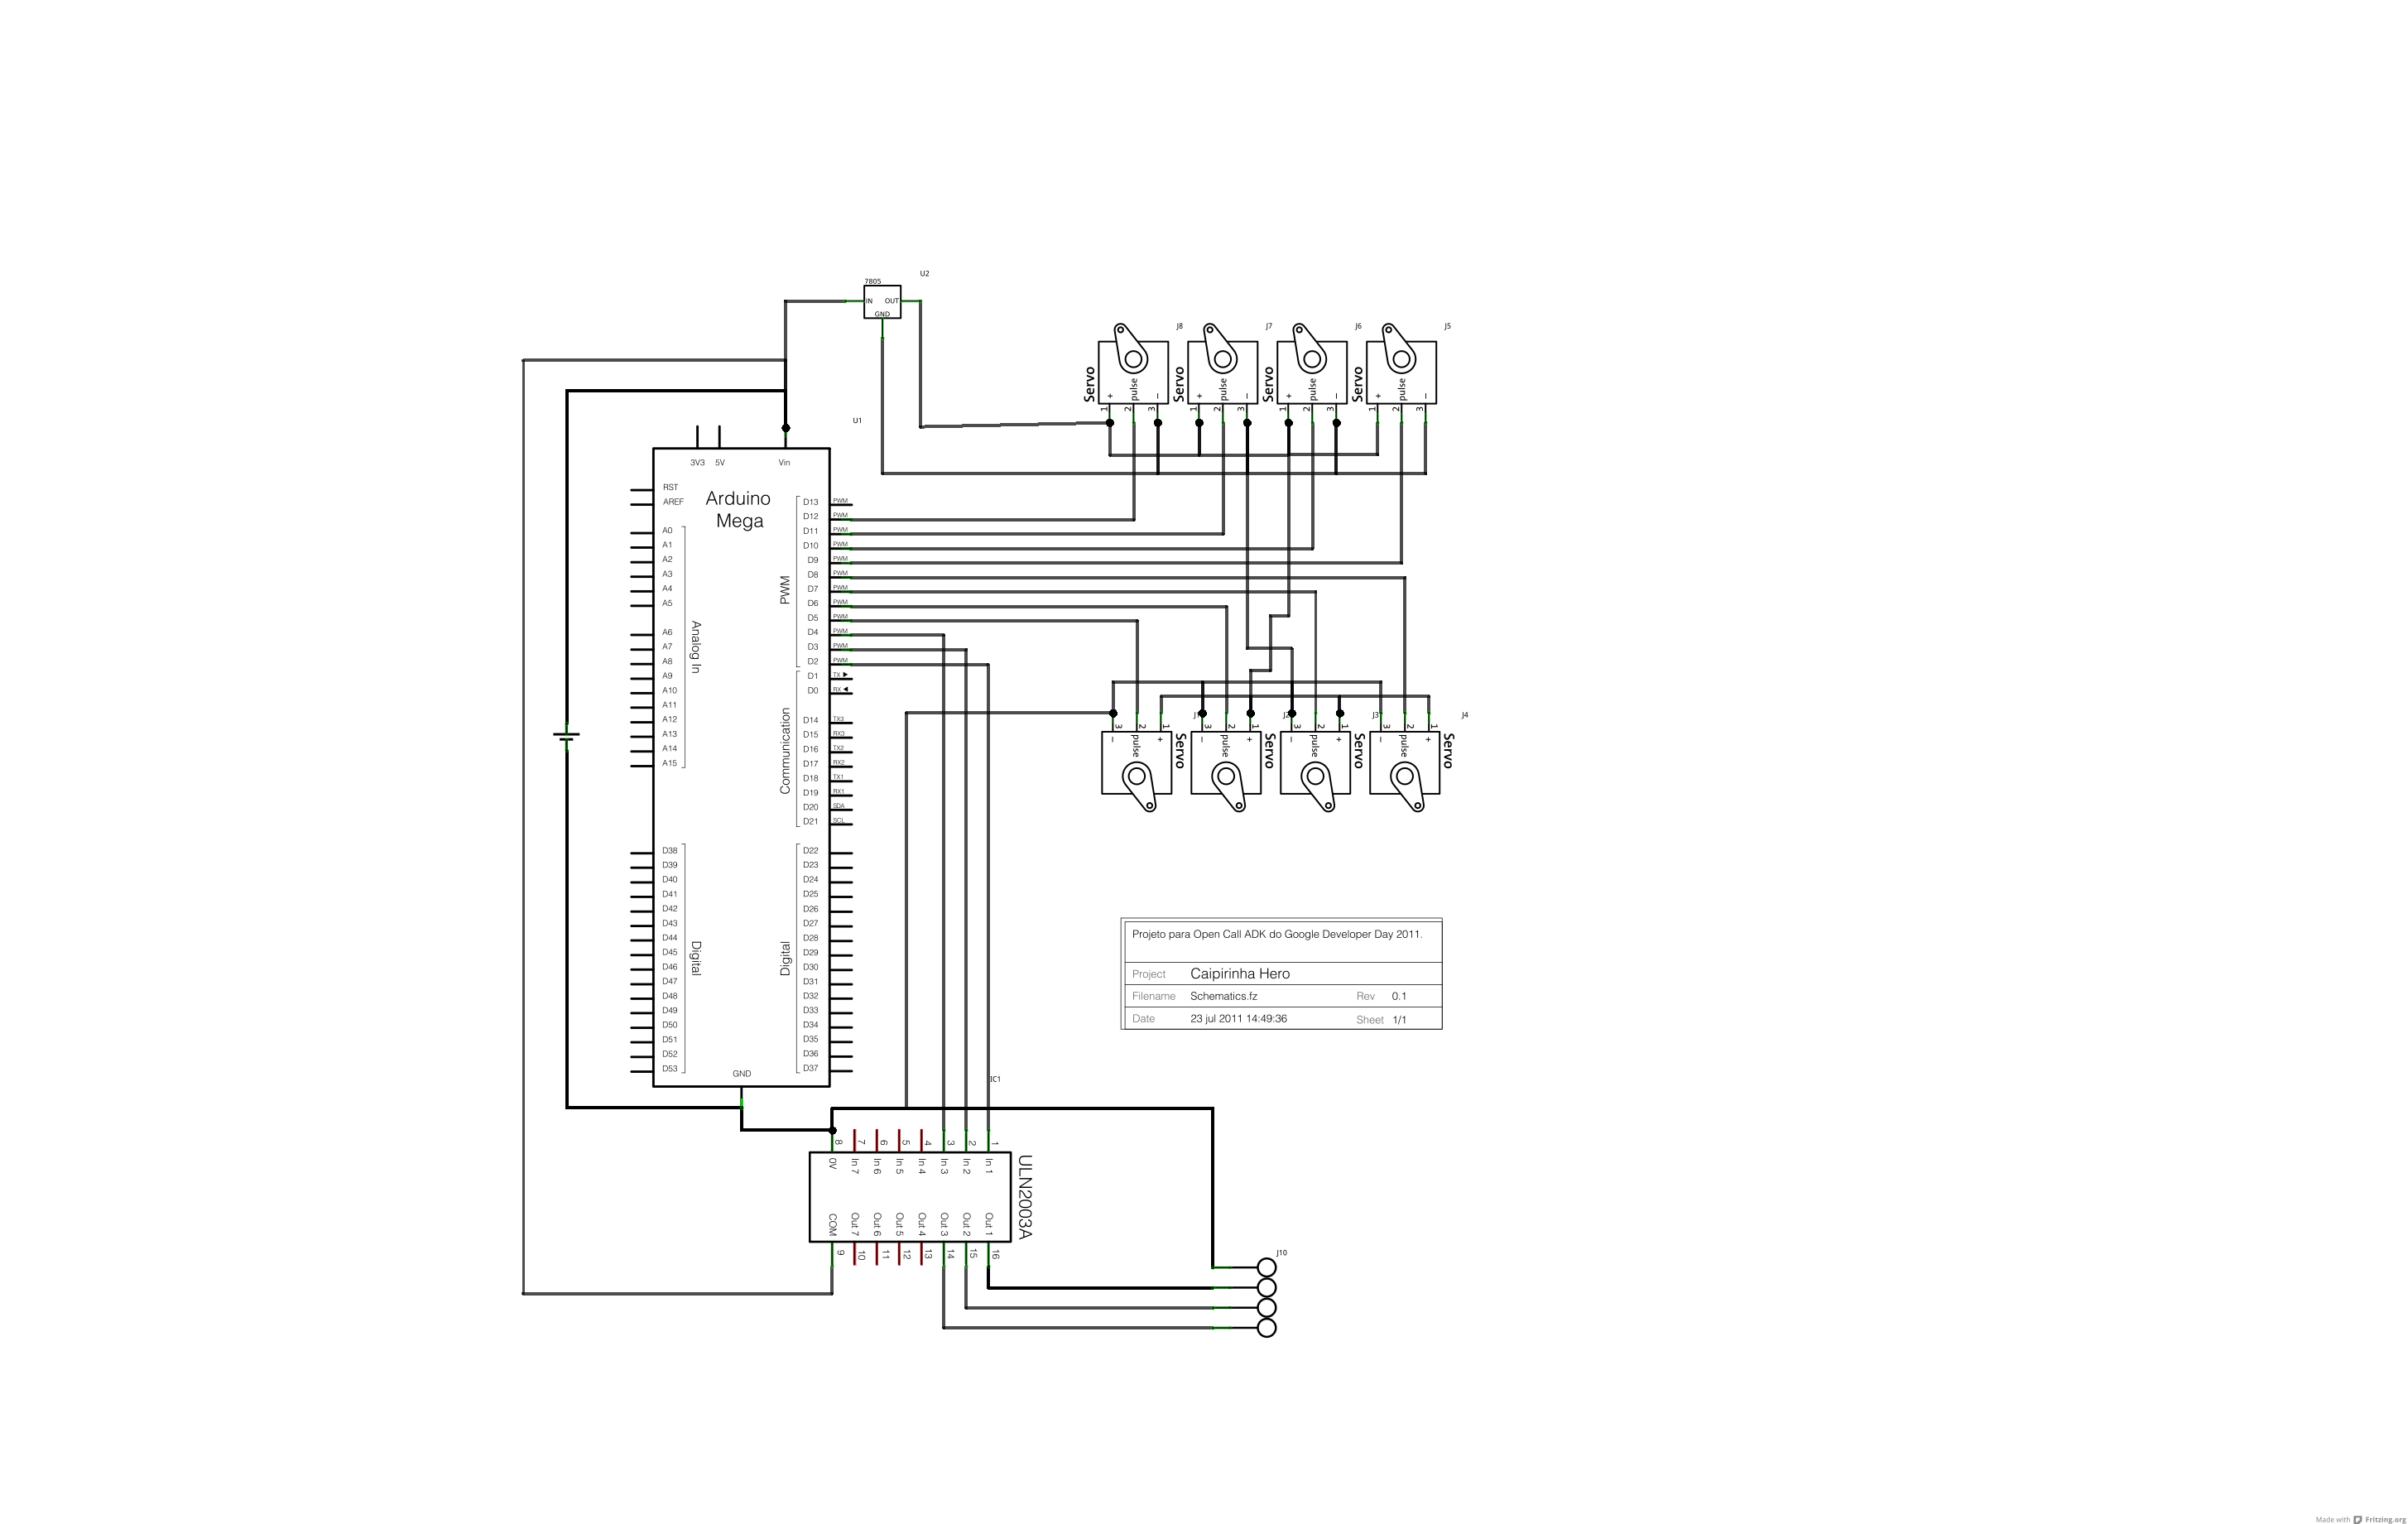 7805
U2
IN OUT
GND
J8
J7
J6
J5
Servo
Servo
Servo
Servo
+ pulse −
+ pulse −
+ pulse −
+ pulse −
1 2 3
1 2 3
1 2 3
1 2 3
U1
3V3 5V Vin
Arduino
Mega
RST
AREF
A0
A1
A2
A3
A4
A5
A6
A7
A8
A9
A10
A11
A12
A13
A14
A15
Analog In
D38
D39
D40
D41
D42
D43
D44
D45
D46
D47
D48
D49
D50
D51
D52
D53
Digital
PWM
D13 PWM
D12 PWM
D11 PWM
D10 PWM
D9 PWM
D8 PWM
D7 PWM
D6 PWM
D5 PWM
D4 PWM
D3 PWM
D2 PWM
Communication
D1 TX
D0 RX
D14 TX3
D15 RX3
D16 TX2
D17 RX2
D18 TX1
D19 RX1
D20 SDA
D21 SCL
Digital
D22
D23
D24
D25
D26
D27
D28
D29
D30
D31
D32
D33
D34
D35
D36
D37
GND
J1
J2
J3
J4
3 2 1
3 2 1
3 2 1
3 2 1
− pulse +
− pulse +
− pulse +
− pulse +
Servo
Servo
Servo
Servo
Projeto para Open Call ADK do Google Developer Day 2011.
Project Caipirinha Hero
Filename Schematics.fz Rev 0.1
Date 23 jul 2011 14:49:36 Sheet 1/1
IC1
8 7 6 5 4 3 2 1
0V In 7 In 6 In 5 In 4 In 3 In 2 In 1
ULN2003A
COM Out 7 Out 6 Out 5 Out 4 Out 3 Out 2 Out 1
9 10 11 12 13 14 15 16
J10
Made with Fritzing.org